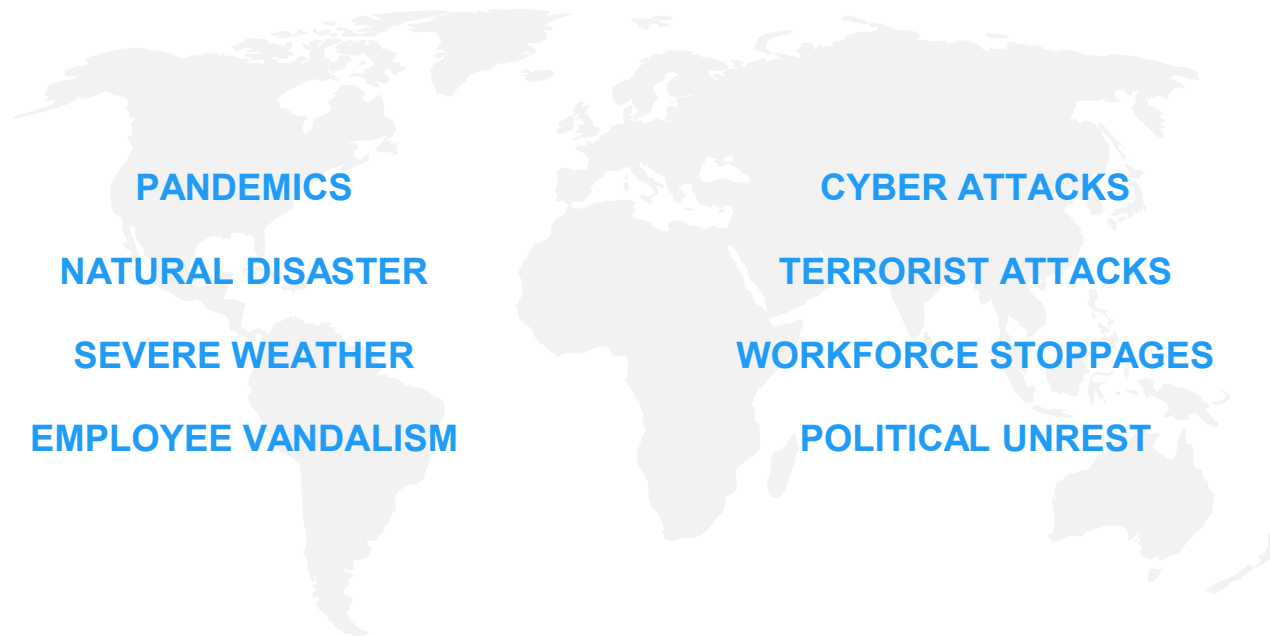 PANDEMICS
NATURAL DISASTER
SEVERE WEATHER
EMPLOYEE VANDALISM
CYBER ATTACKS
TERRORIST ATTACKS
WORKFORCE STOPPAGES
POLITICAL UNREST